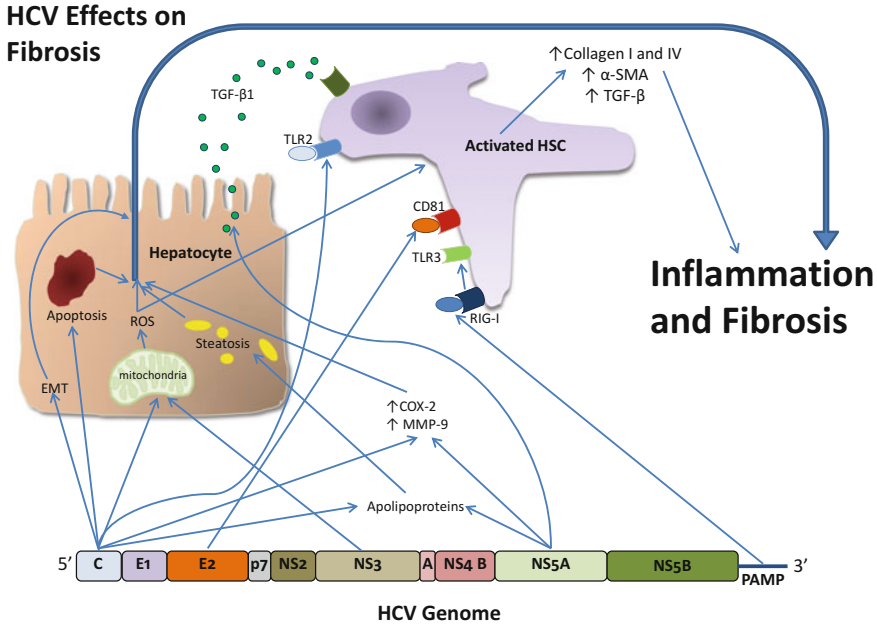 HCV Effects on
Fibrosis
↑Collagen I and IV
↑ α-SMA
↑ TGF-β
TGF-β1
TLR2
Activated HSC
CD81
TLR3
RIG-I
Hepatocyte
Inflammation
and Fibrosis
Apoptosis
ROS
Steatosis
mitochondria
EMT
↑COX-2
↑ MMP-9
Apolipoproteins
5’ C E1 E2 p7 NS2 NS3 A NS4 B NS5A NS5B 3’
PAMP
HCV Genome